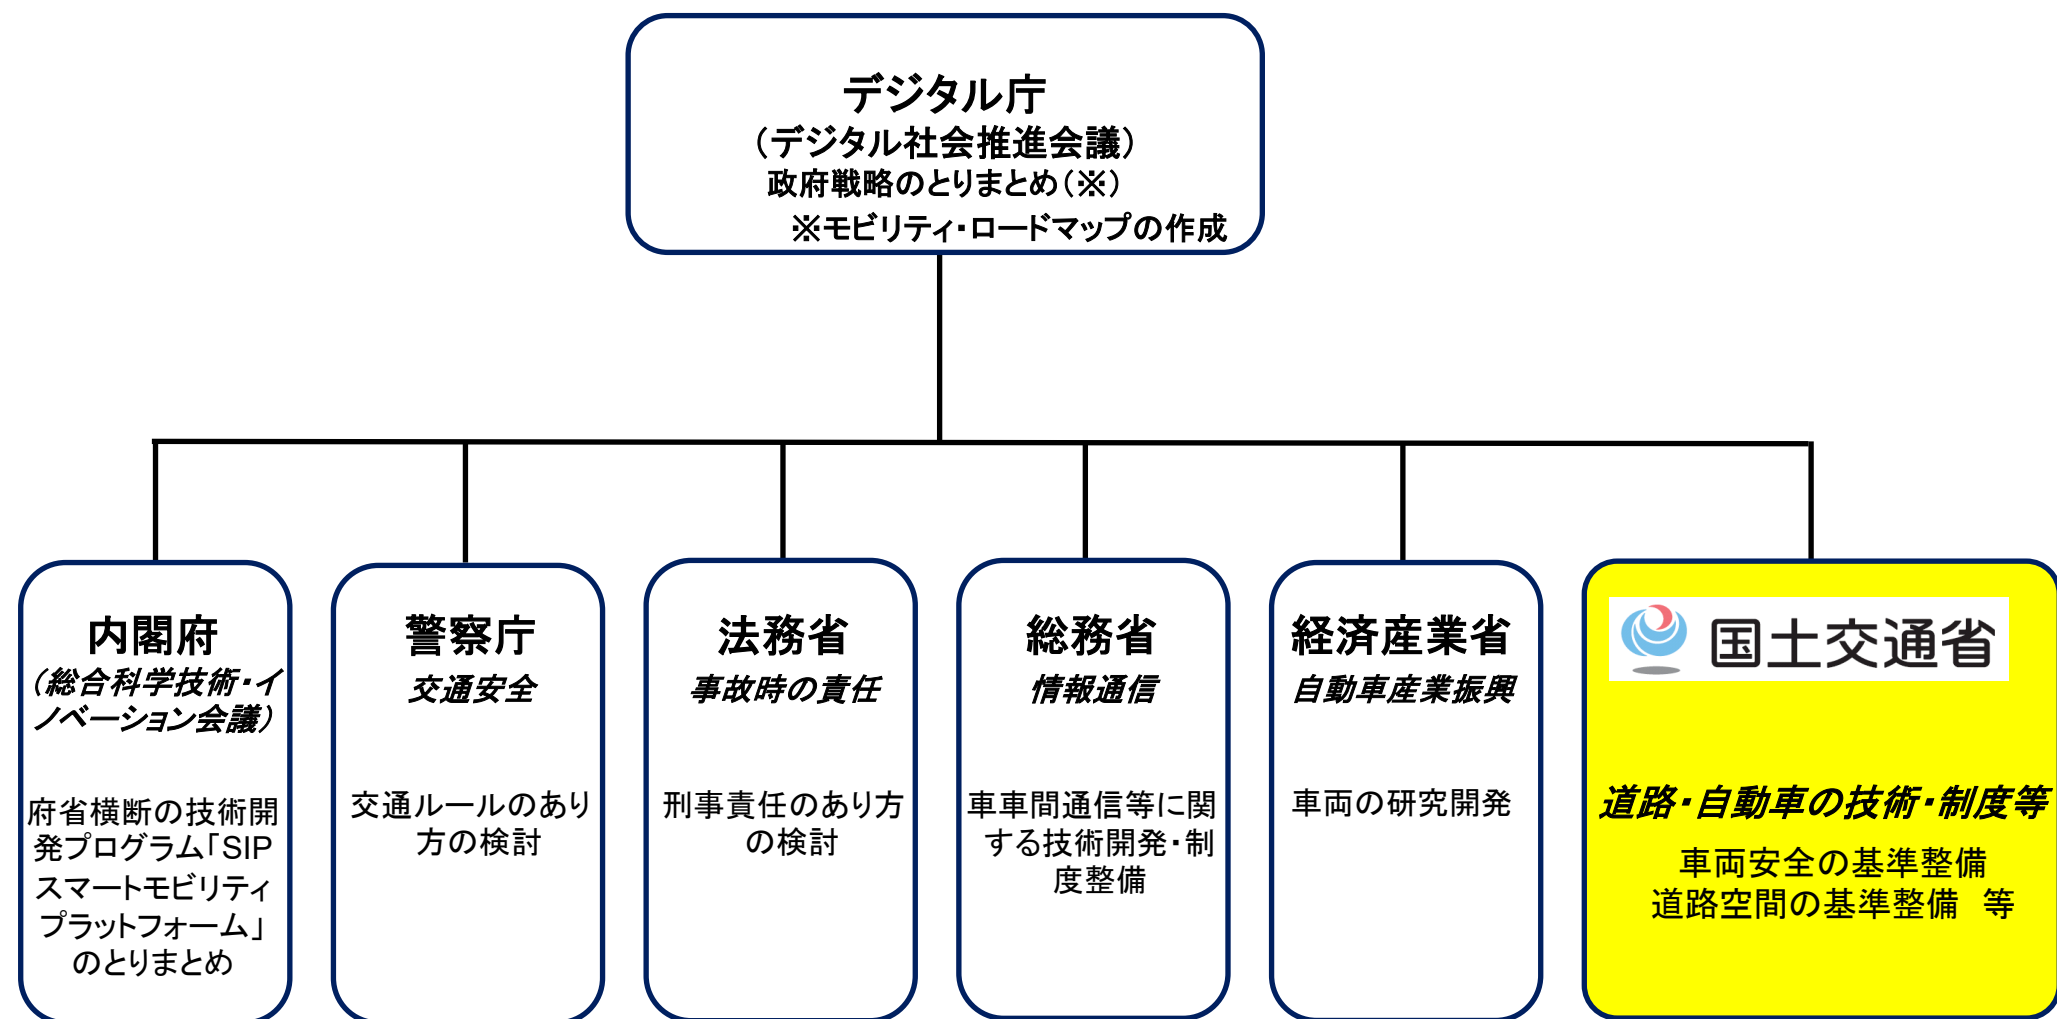 デジタル庁
（デジタル社会推進会議）
政府戦略のとりまとめ（※）
※モビリティ・ロードマップの作成
内閣府
（総合科学技術・イ
ノベーション会議）
府省横断の技術開
発プログラム「SIP
スマートモビリティ
プラットフォーム」
のとりまとめ
警察庁
交通安全
交通ルールのあり
方の検討
法務省
事故時の責任
刑事責任のあり方
の検討
総務省
情報通信
車車間通信等に関
する技術開発・制
度整備
経済産業省
自動車産業振興
車両の研究開発
国土交通省
道路・自動車の技術・制度等
車両安全の基準整備
道路空間の基準整備　等